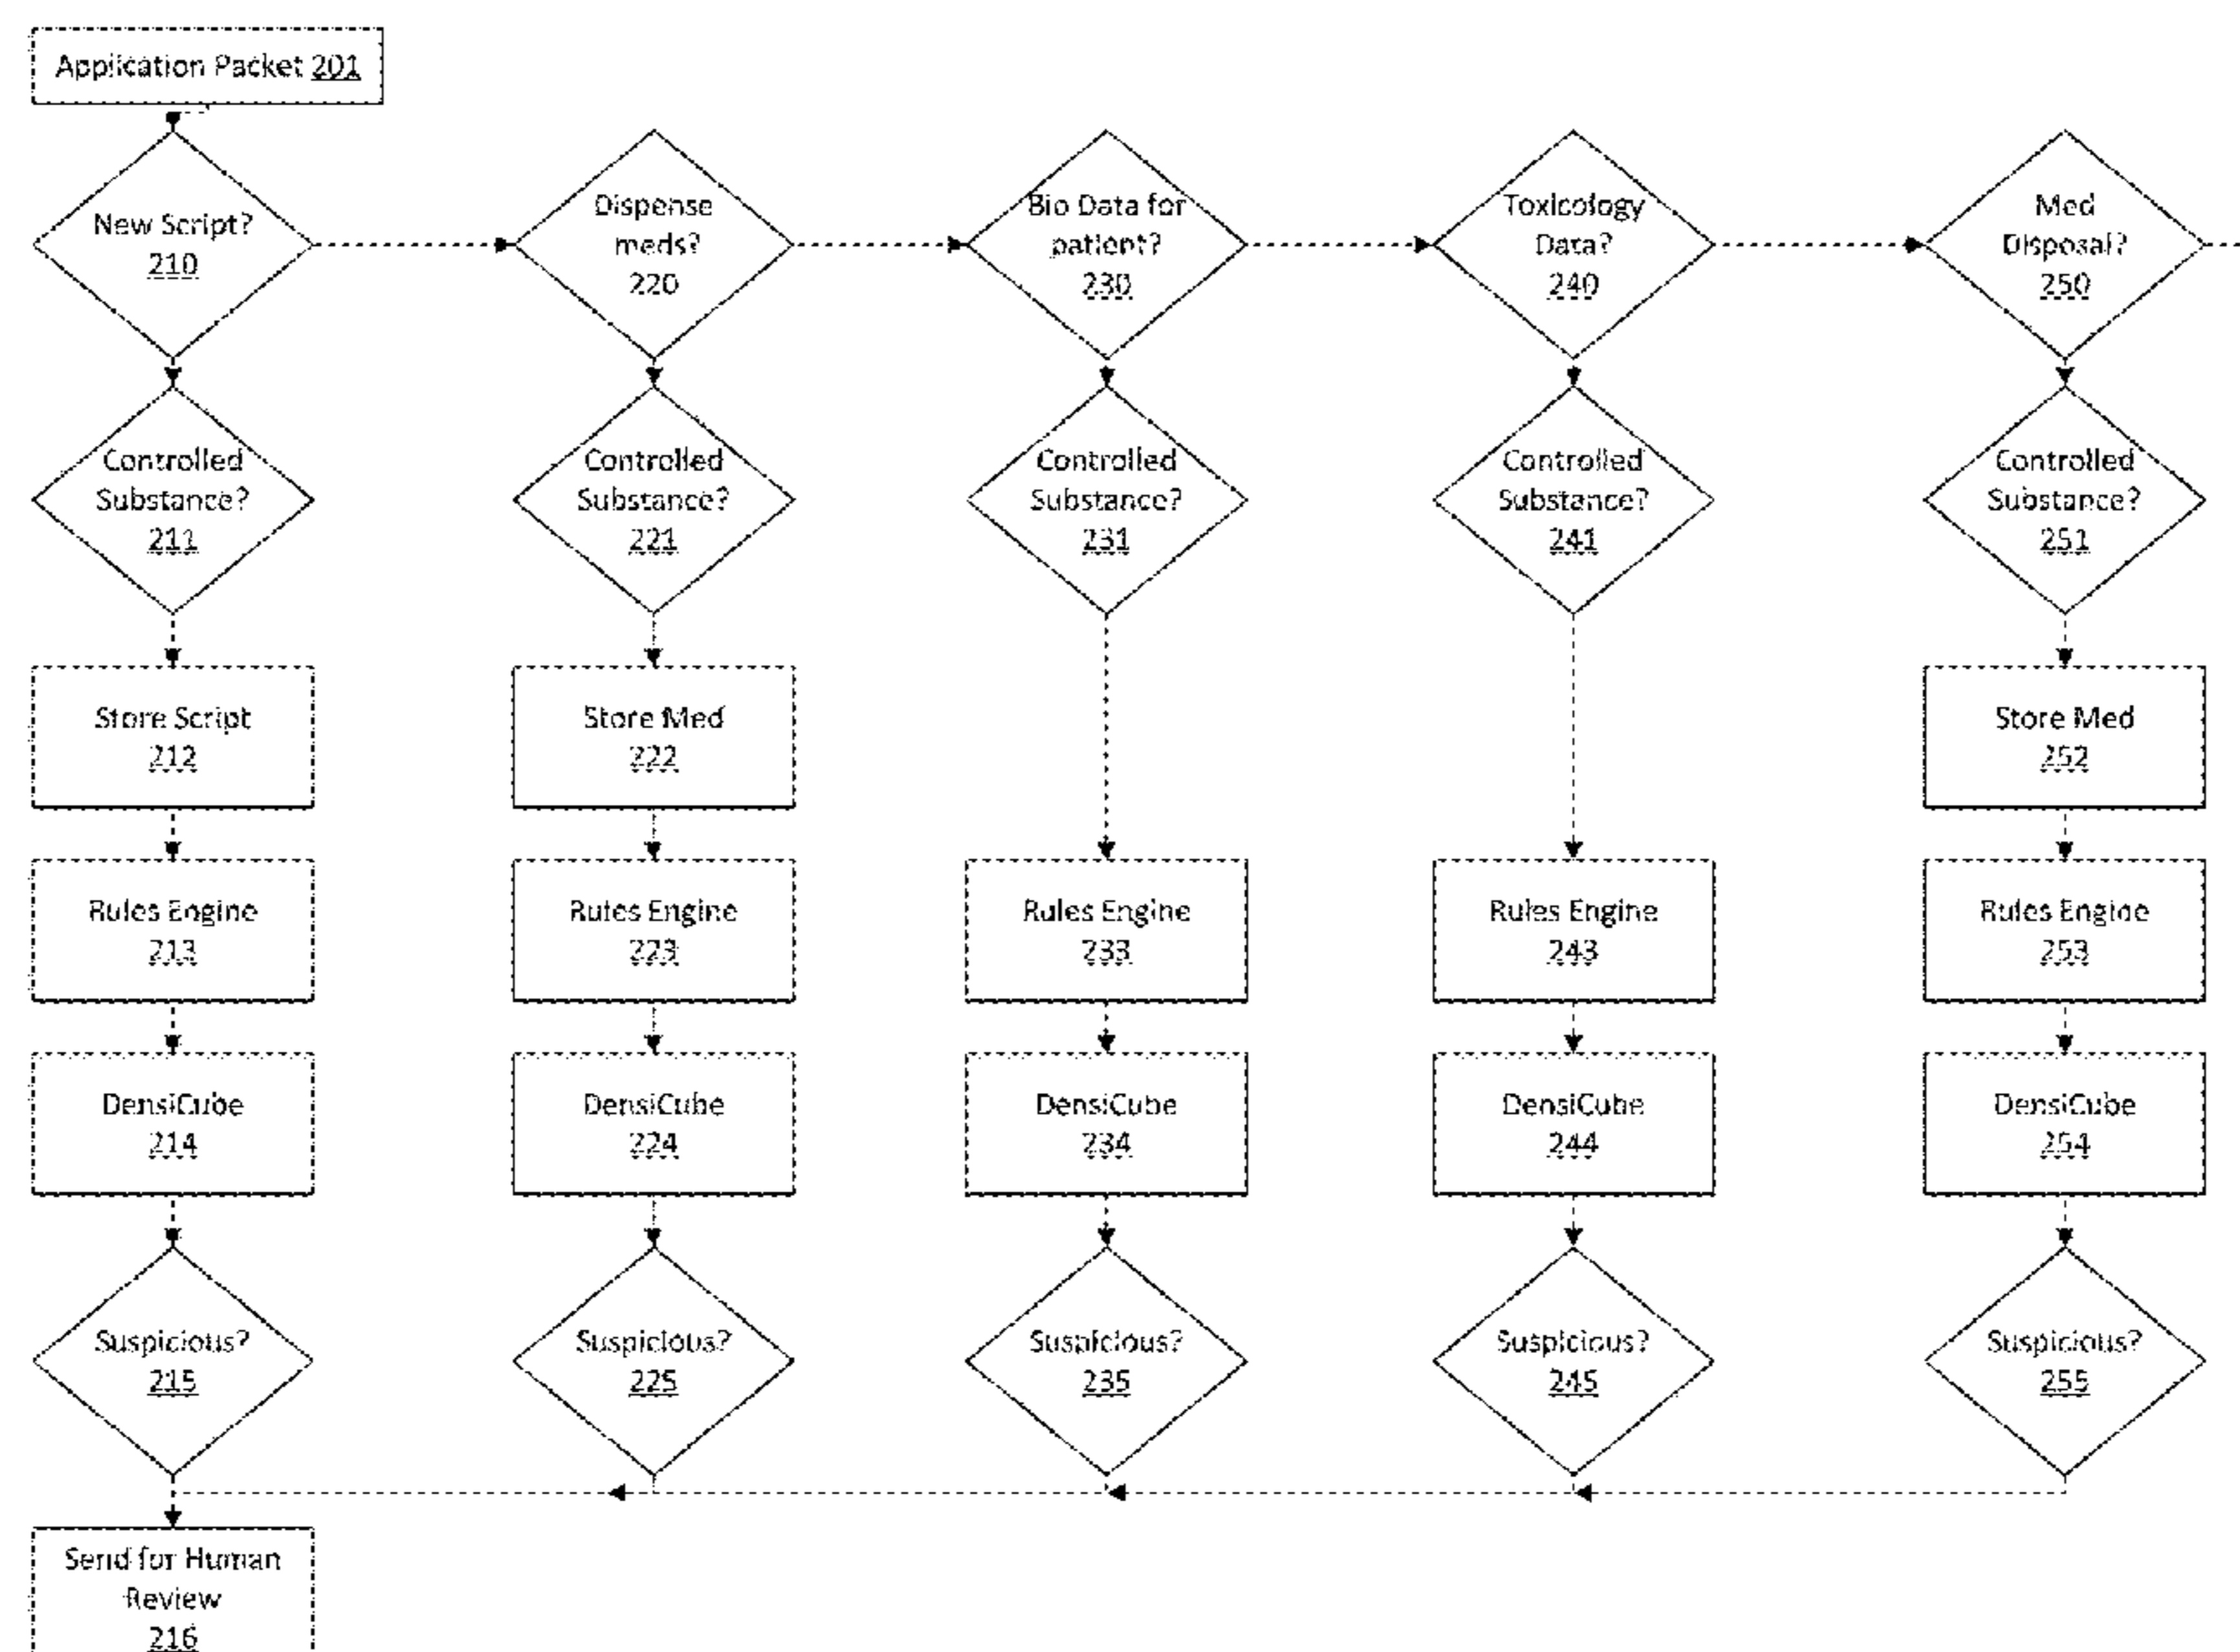 Application Packet 201
New Script?
210
Dispense
meds?
220
Bio Data for
patient?
230
Toxicology
Data?
240
Med
Disposal?
250
Controlled
Substance?
211
Controlled
Substance?
221
Controlled
Substance?
231
Controlled
Substance?
241
Controlled
Substance?
251
Store Script
212
Store Med
222
Store Med
252
Rules Engine
213
Rules Engine
223
Rules Engine
233
Rules Engine
243
Rules Engine
253
DensiCube
214
DensiCube
224
DensiCube
234
DensiCube
244
DensiCube
254
Suspicious?
215
Suspicious?
225
Suspicious?
235
Suspicious?
245
Suspicious?
255
Send for Human
Review
216